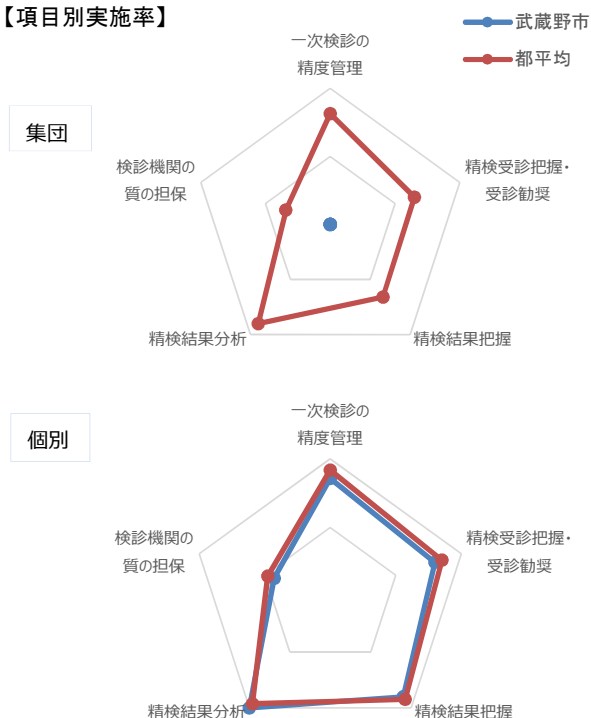 【項目別実施率】
武蔵野市
都平均
集団
一次検診の
精度管理
検診機関の
質の担保
精検受診把握・
受診勧奨
精検結果分析
精検結果把握
個別
一次検診の
精度管理
検診機関の
質の担保
精検受診把握・
受診勧奨
精検結果分析
精検結果把握